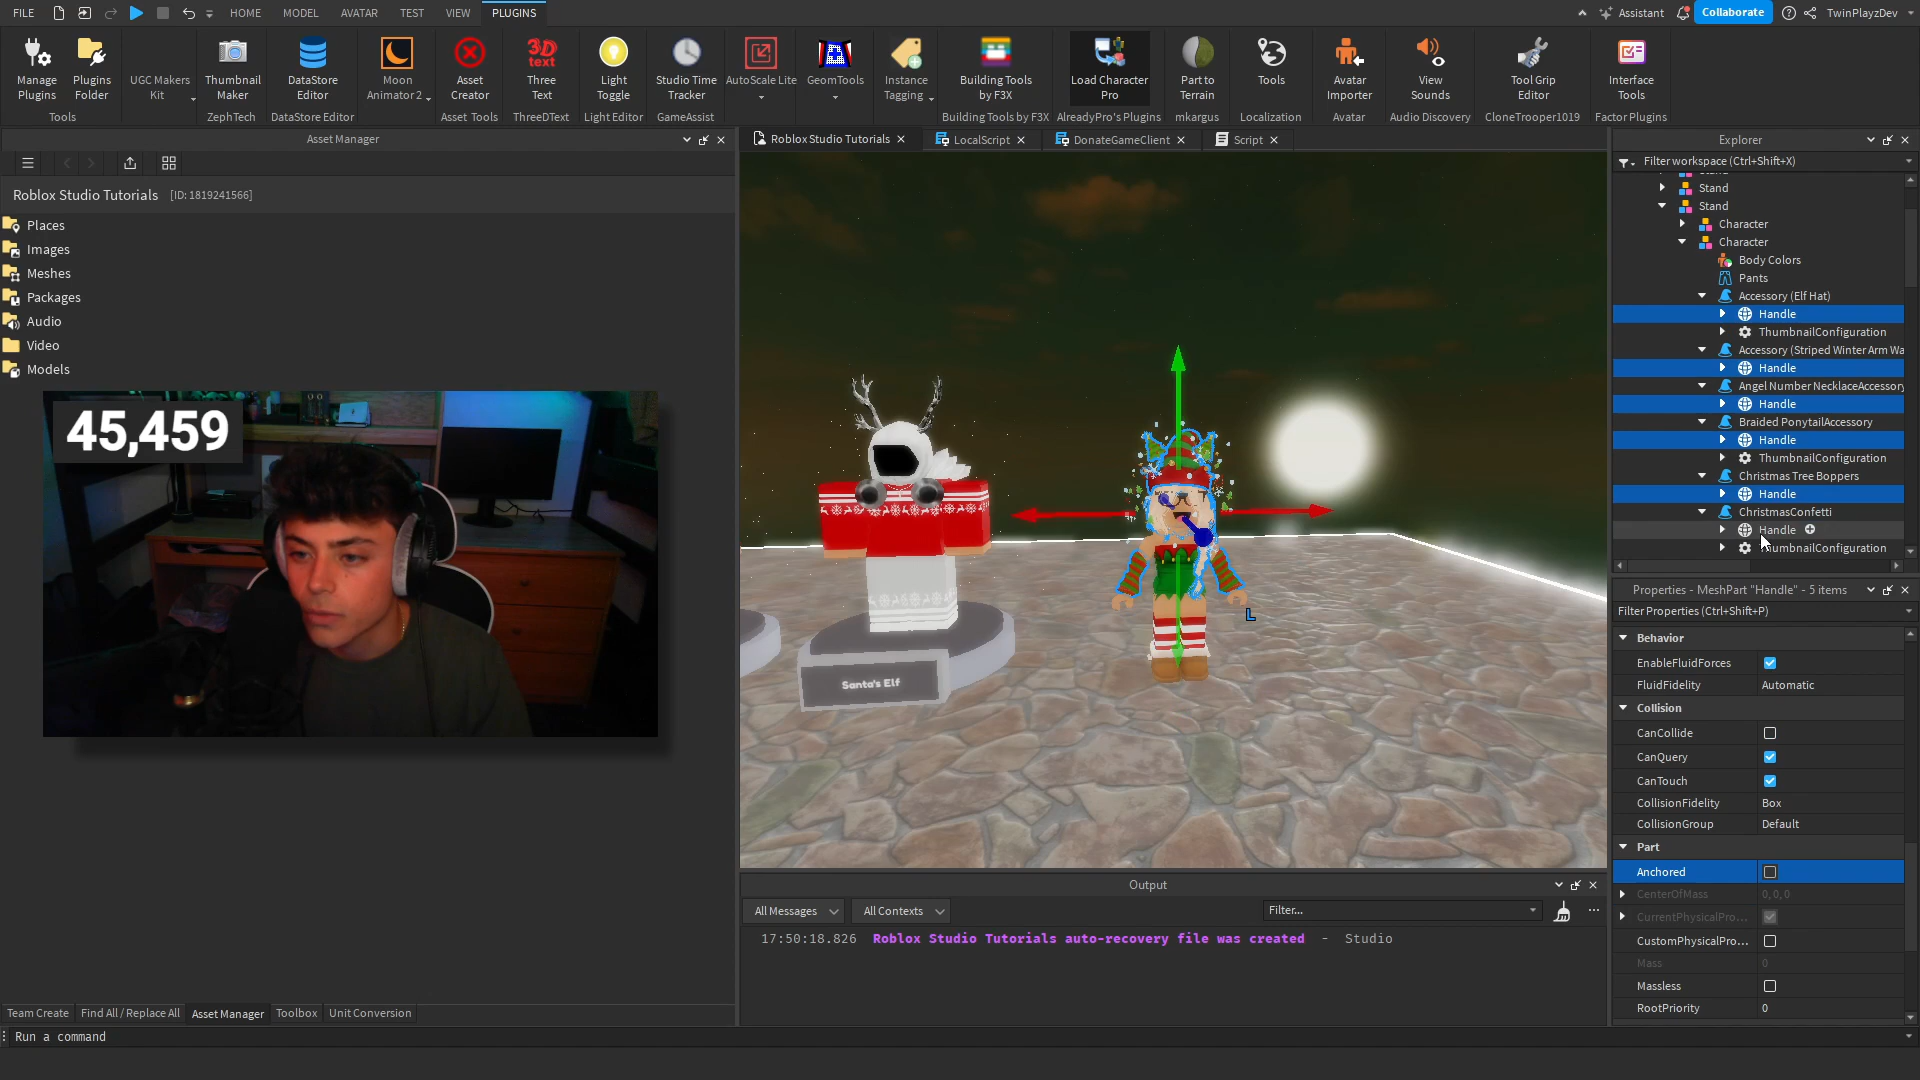 FILE
HOME
MODEL
AVATAR
TEST
VIEW
PLUGINS
Assistant
Collaborate
TwinPlayzDev
Manage Plugins
Plugins Folder
UGC Makers Kit
Thumbnail Maker
DataStore Editor
Moon Animator 2
Asset Creator
3D text
Three Text
Light Toggle
Studio Time Tracker
AutoScale Lite
GeomTools
Instance Tagging
Building Tools by F3X
Load Character Pro
Part to Terrain
Tools
Avatar Importer
View Sounds
Tool Grip Editor
Interface Tools
Tools
ZephTech
DataStore Editor
Asset Tools
ThreeDText
Light Editor
GameAssist
Building Tools by F3X
AlreadyPro's Plugins
mkargus
Localization
Avatar
Audio Discovery
CloneTrooper1019
Factor Plugins
Asset Manager
Roblox Studio Tutorials [ID: 1819241566]
Places
Images
Meshes
Packages
Audio
Video
Models
45,459
Team Create
Find All / Replace All
Asset Manager
Toolbox
Unit Conversion
Run a command
Roblox Studio Tutorials
LocalScript
DonateGameClient
Script
Santa's Elf
L
Output
All Messages
All Contexts
Filter...
17:50:18.826 Roblox Studio Tutorials auto-recovery file was created - Studio
Explorer
Filter workspace (Ctrl+Shift+X)
Stand
Stand
Character
Character
Body Colors
Pants
Accessory (Elf Hat)
Handle
ThumbnailConfiguration
Accessory (Striped Winter Arm Wa
Handle
Angel Number NecklaceAccessory
Handle
Braided PonytailAccessory
Handle
ThumbnailConfiguration
Christmas Tree Boppers
Handle
ChristmasConfetti
Handle
ThumbnailConfiguration
Properties - MeshPart "Handle" - 5 items
Filter Properties (Ctrl+Shift+P)
Behavior
EnableFluidForces
FluidFidelity Automatic
Collision
CanCollide
CanQuery
CanTouch
CollisionFidelity Box
CollisionGroup Default
Part
Anchored
CenterOfMass 0, 0, 0
CurrentPhysicalPro...
CustomPhysicalPro...
Mass 0
Massless
RootPriority 0